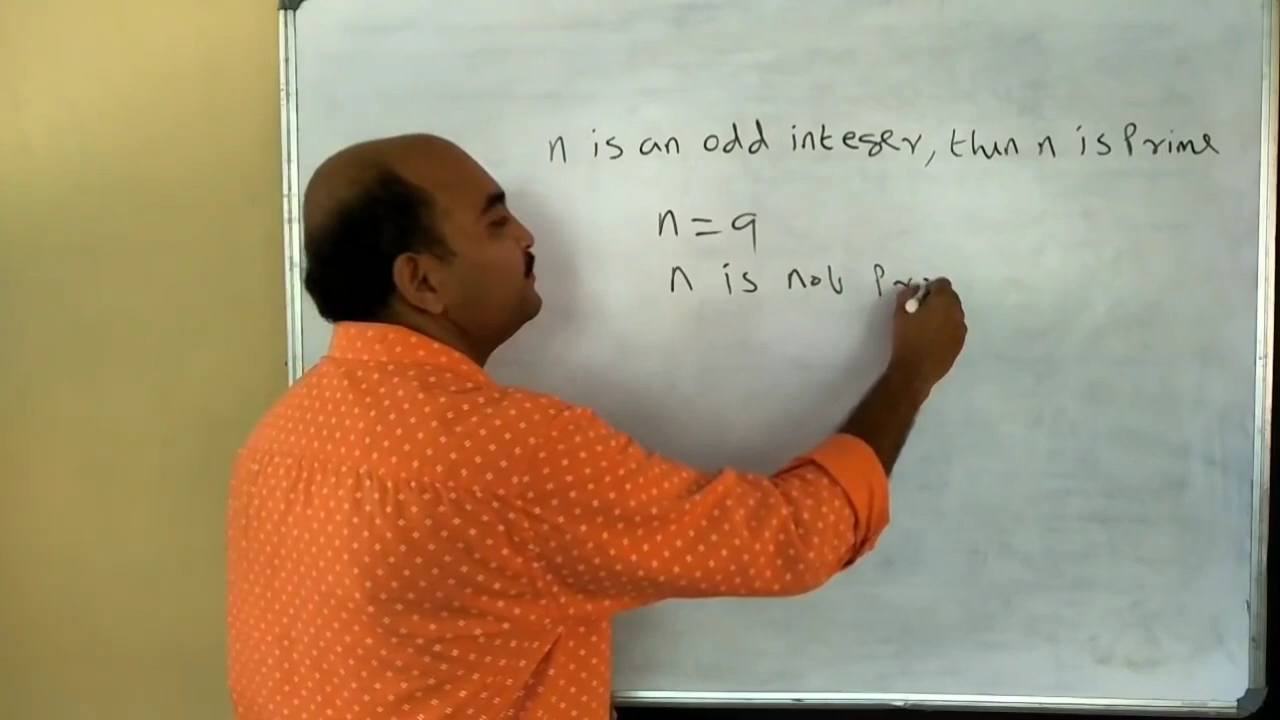 n is an odd integer, then n is Prime
n = 9
n is not Pri